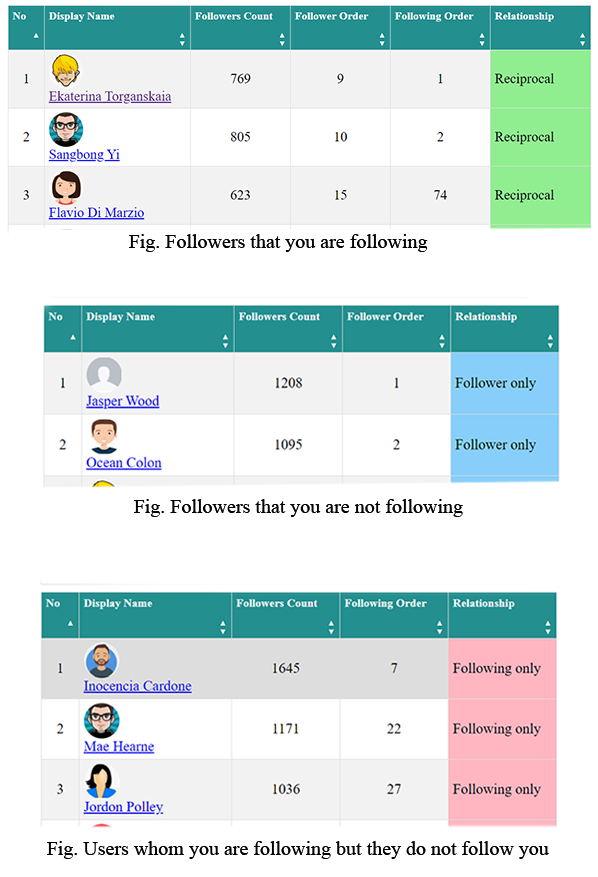 No Display Name Followers Count Follower Order Following Order Relationship
1 769 9 1 Reciprocal
Ekaterina Torganskaia
2 805 10 2 Reciprocal
Sangbong Yi
3 623 15 74 Reciprocal
Flavio Di Marzio
Fig. Followers that you are following
No Display Name Followers Count Follower Order Relationship
1 1208 1 Follower only
Jasper Wood
2 1095 2 Follower only
Ocean Colon
Fig. Followers that you are not following
No Display Name Followers Count Following Order Relationship
1 1645 7 Following only
Inocencia Cardone
2 1171 22 Following only
Mae Hearne
3 1036 27 Following only
Jordon Polley
Fig. Users whom you are following but they do not follow you